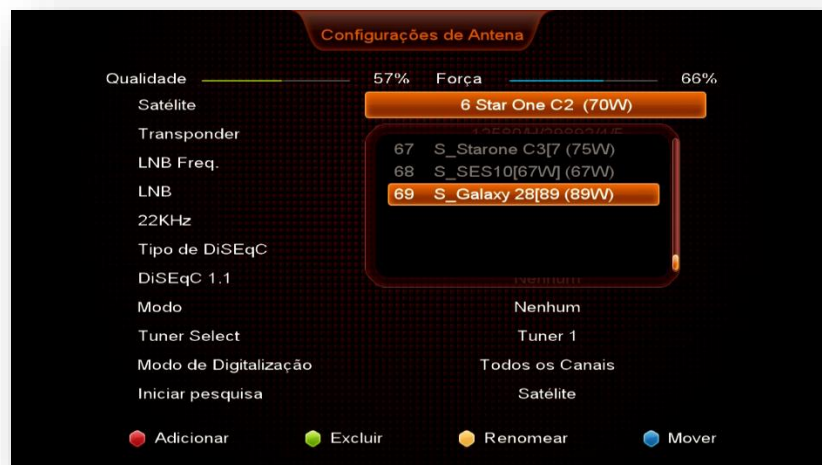 Configurações de Antena
Qualidade 57% Força 66%
Satélite 6 Star One C2 (70W)
Transponder
67 S_Starone C3[7 (75W)
LNB Freq.
68 S_SES10[67W] (67W)
LNB 69 S_Galaxy 28[89 (89W)
22KHz
Tipo de DiSEqC
DiSEqC 1.1 Nenhum
Modo Nenhum
Tuner Select Tuner 1
Modo de Digitalização Todos os Canais
Iniciar pesquisa Satélite
Adicionar Excluir Renomear Mover